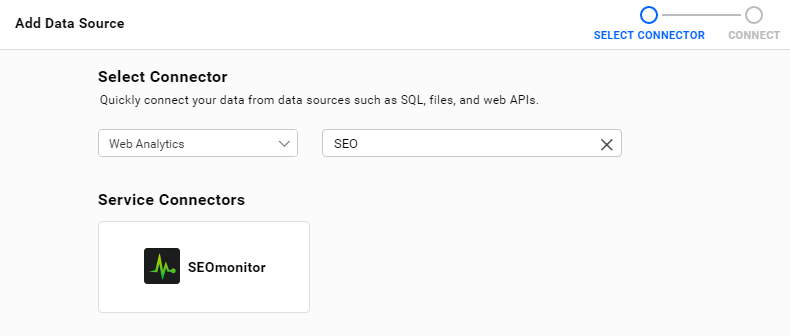 Add Data Source
SELECT CONNECTOR
CONNECT
Select Connector
Quickly connect your data from data sources such as SQL, files, and web APIs.
Web Analytics
SEO
Service Connectors
SEOmonitor